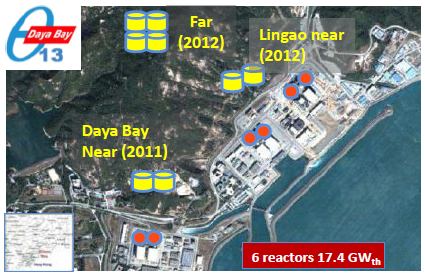 Daya Bay
θ13
Far
(2012)
Lingao near
(2012)
Daya Bay
Near (2011)
6 reactors 17.4 GWth